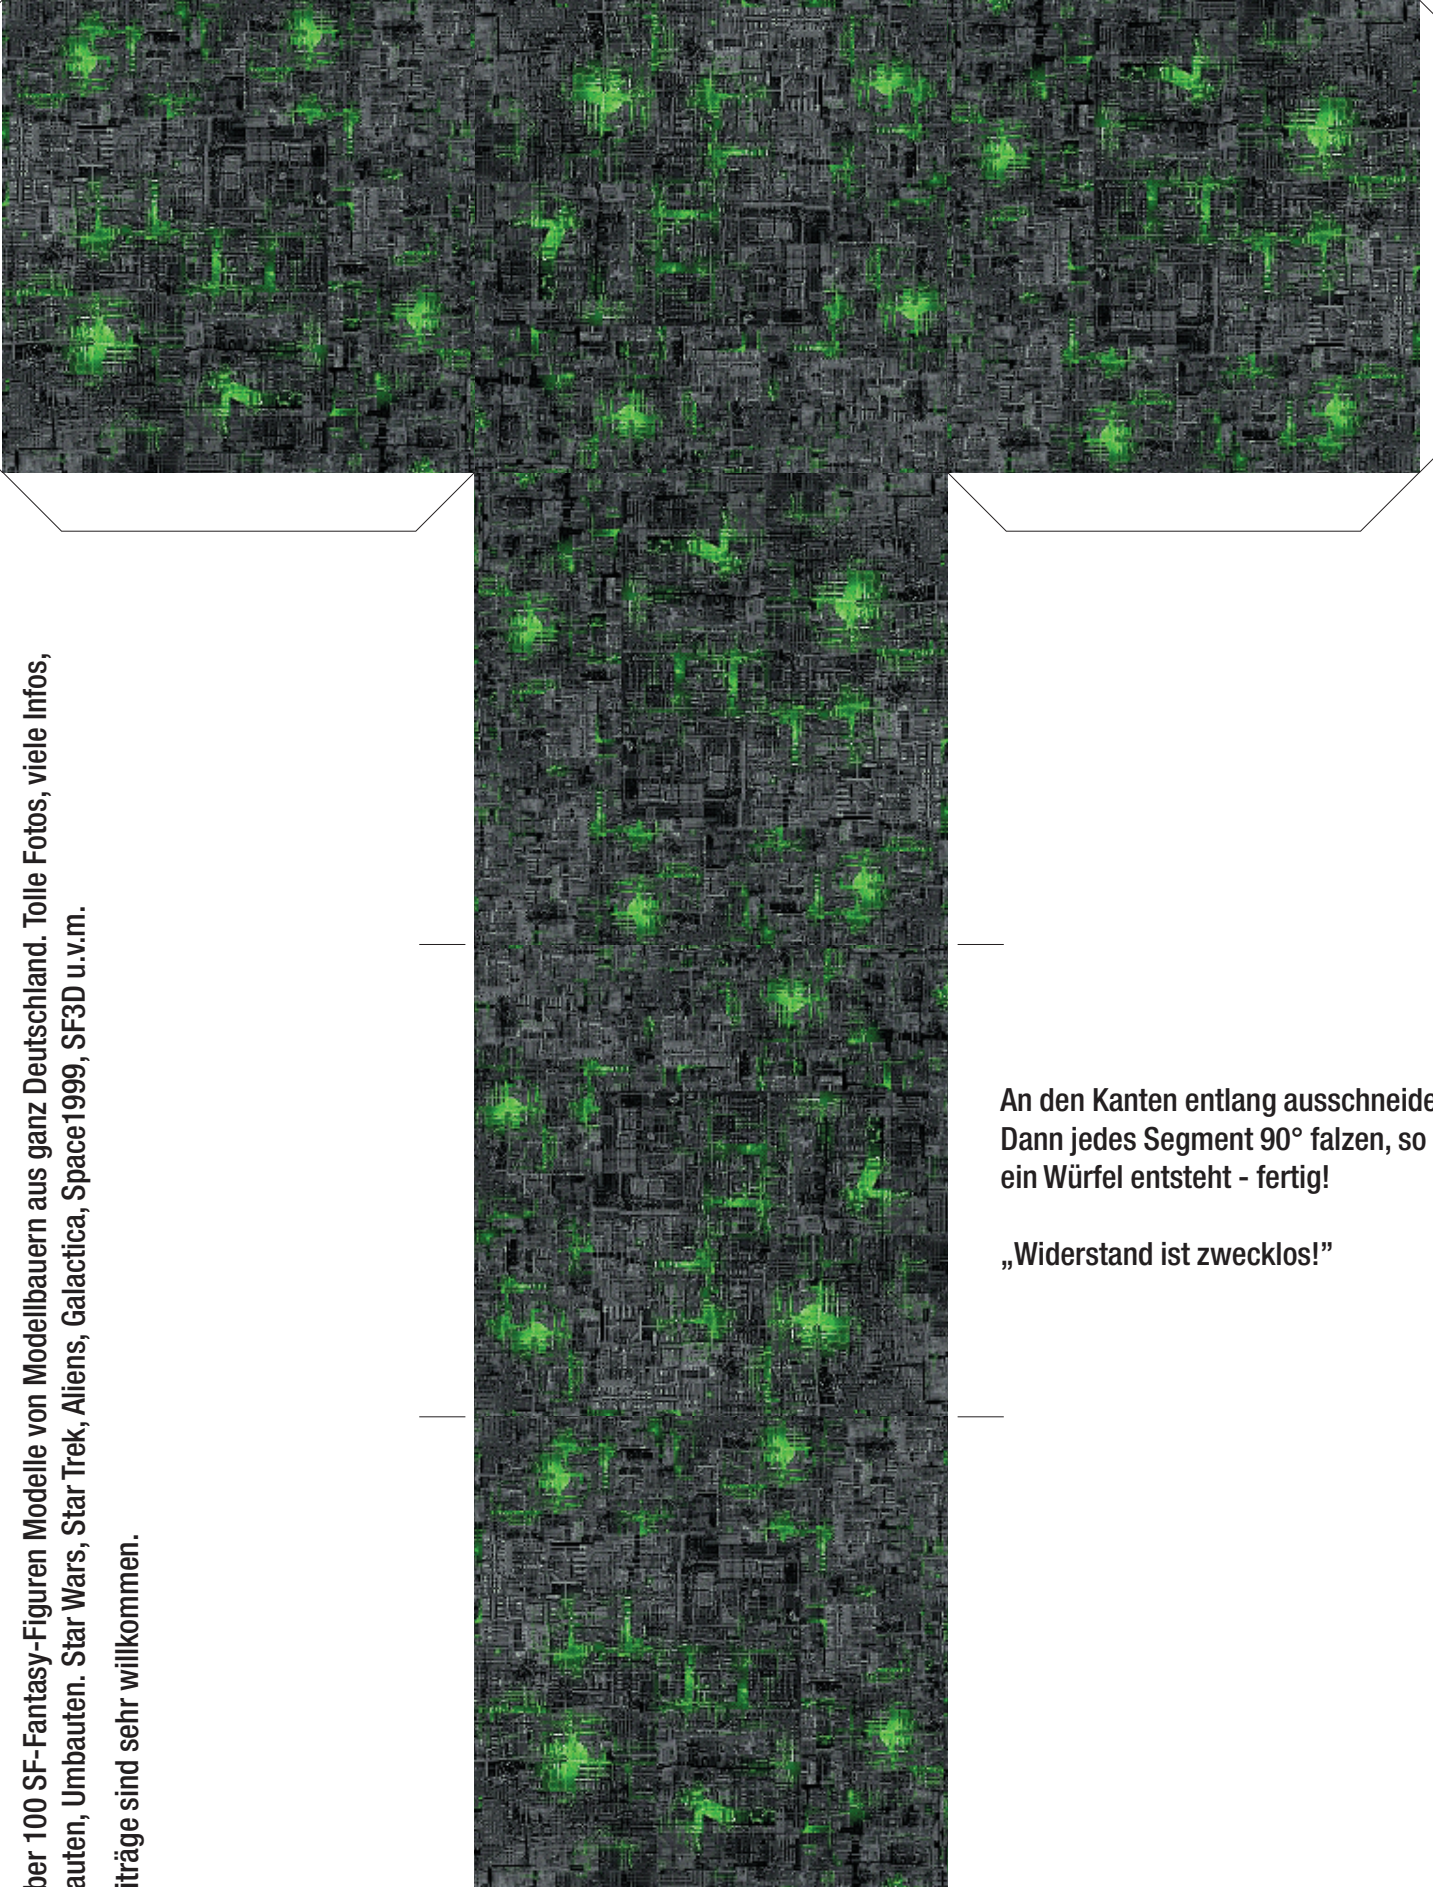 ber 100 SF-Fantasy-Figuren Modelle von Modellbauern aus ganz Deutschland. Tolle Fotos, viele Infos,
auten, Umbauten. Star Wars, Star Trek, Aliens, Galactica, Space1999, SF3D u.v.m.
iträge sind sehr willkommen.
An den Kanten entlang ausschneide
Dann jedes Segment 90° falzen, so
ein Würfel entsteht - fertig!
„Widerstand ist zwecklos!”